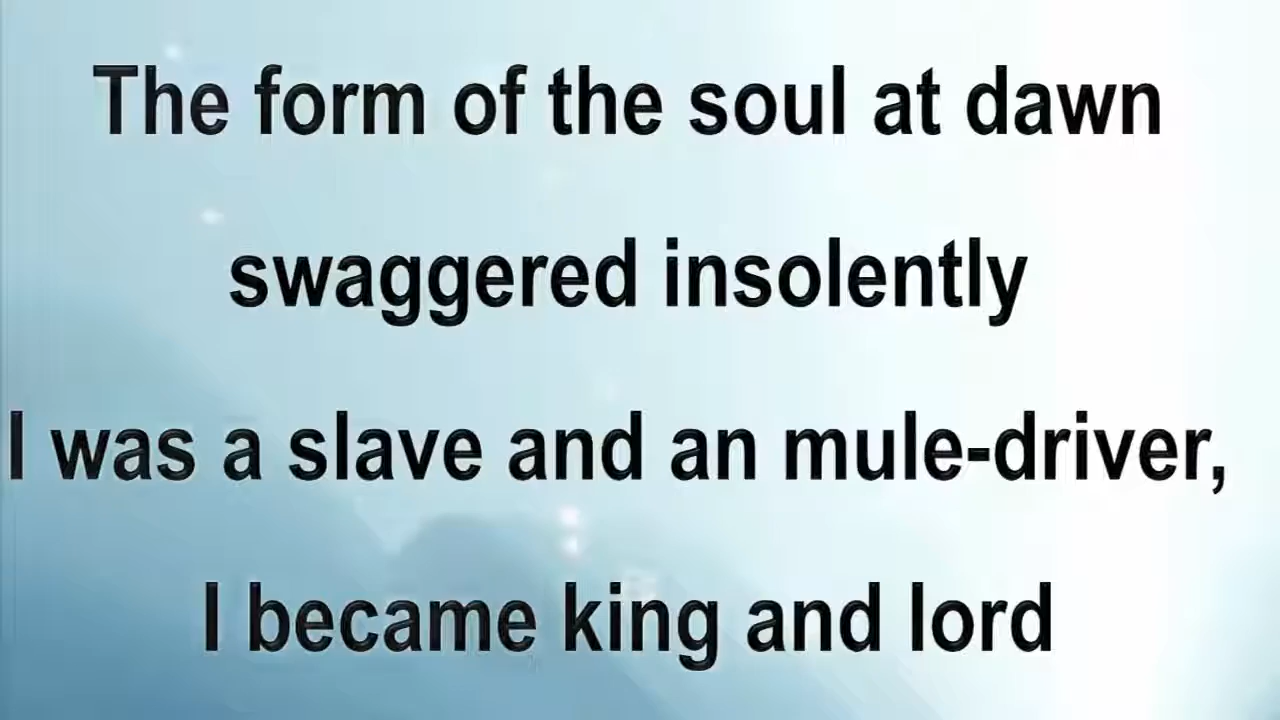 The form of the soul at dawn
swaggered insolently
I was a slave and an mule-driver,
I became king and lord